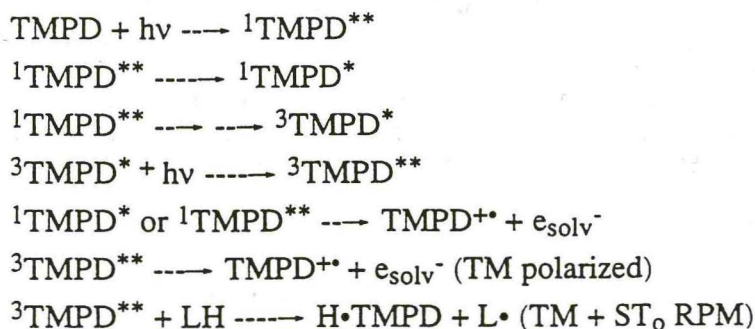 TMPD + hν ----→ ¹TMPD**
¹TMPD** -----→ ¹TMPD*
¹TMPD** ---→ ---→ ³TMPD*
³TMPD* + hν -----→ ³TMPD**
¹TMPD* or ¹TMPD** ---→ TMPD⁺• + e_solv⁻
³TMPD** ----→ TMPD⁺• + e_solv⁻ (TM polarized)
³TMPD** + LH -----→ H•TMPD + L• (TM + ST₀ RPM)